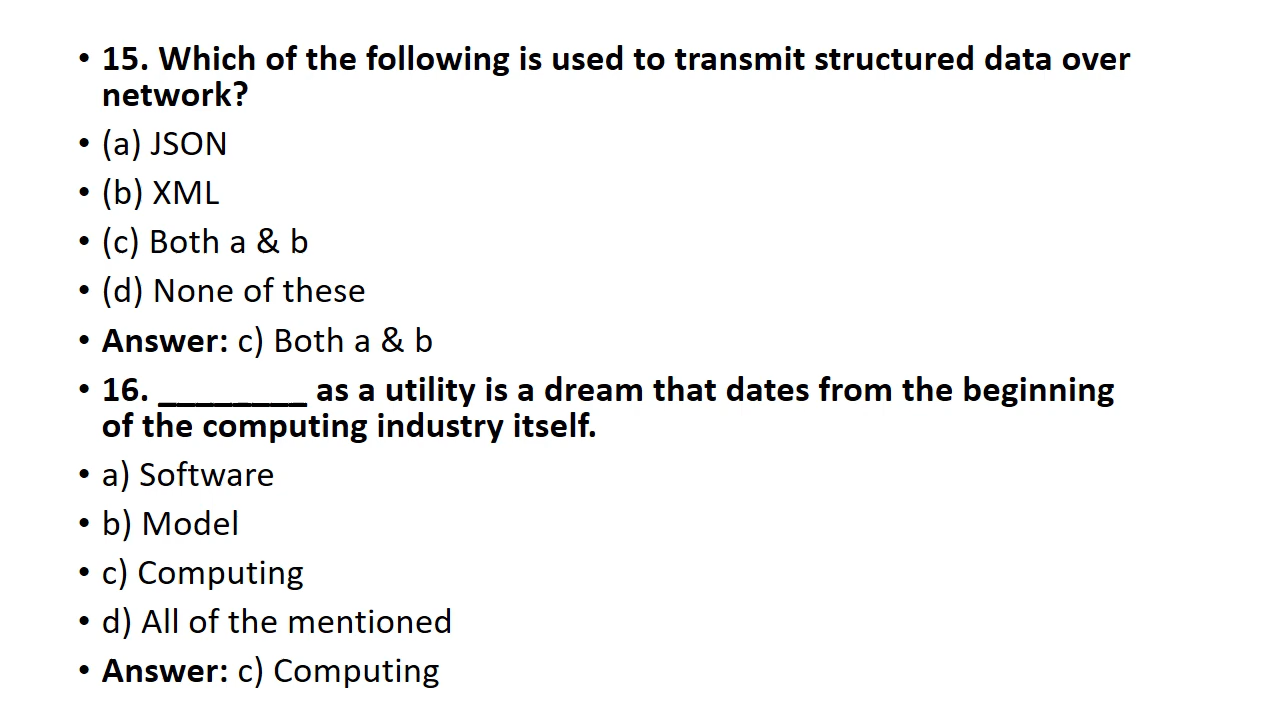 • 15. Which of the following is used to transmit structured data over
network?
• (a) JSON
• (b) XML
• (c) Both a & b
• (d) None of these
• Answer: c) Both a & b
• 16. ________ as a utility is a dream that dates from the beginning
of the computing industry itself.
• a) Software
• b) Model
• c) Computing
• d) All of the mentioned
• Answer: c) Computing